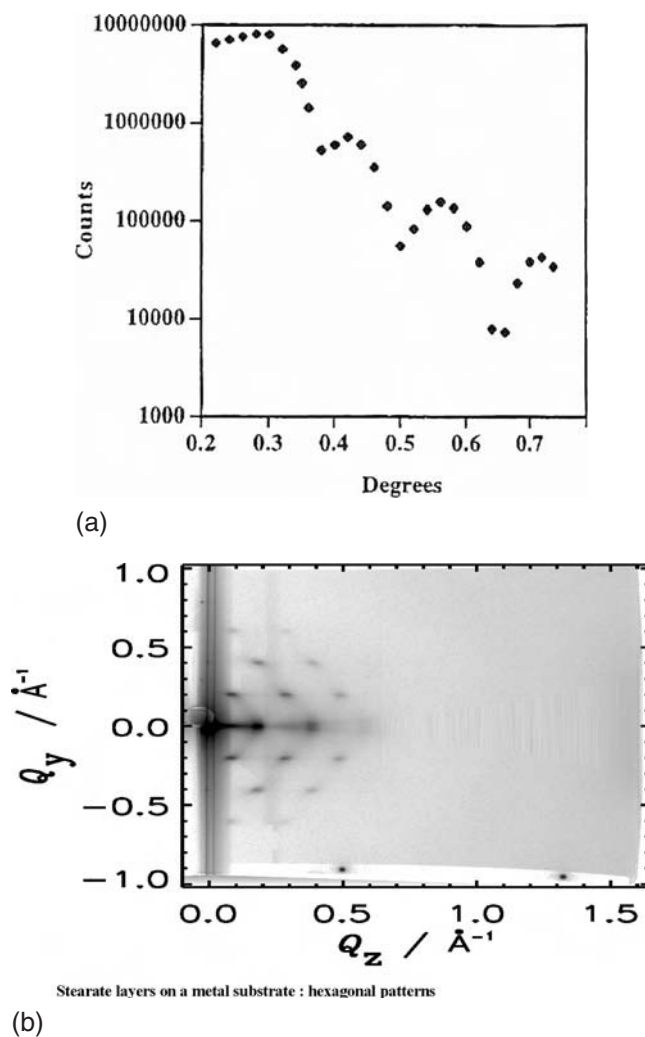 10000000
1000000
100000
10000
1000
Counts
0.2 0.3 0.4 0.5 0.6 0.7
Degrees
(a)
1.0
0.5
0.0
−0.5
−1.0
Qy / Å⁻¹
0.0 0.5 1.0 1.5
Qz / Å⁻¹
Stearate layers on a metal substrate : hexagonal patterns
(b)